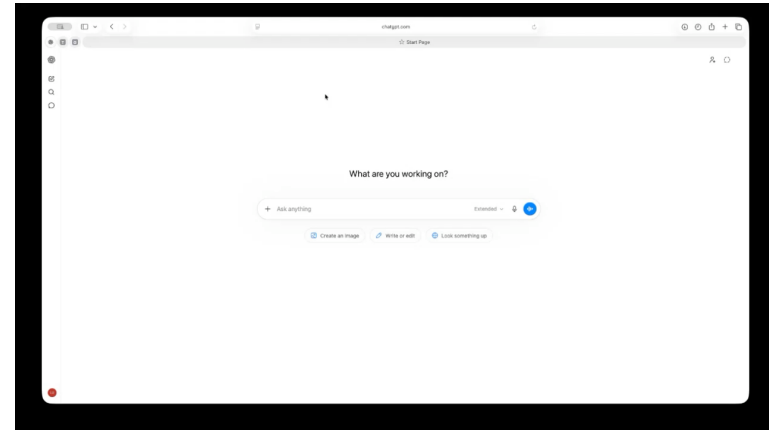 chatgpt.com
Start Page
What are you working on?
Ask anything
Extended
Create an image
Write or edit
Look something up